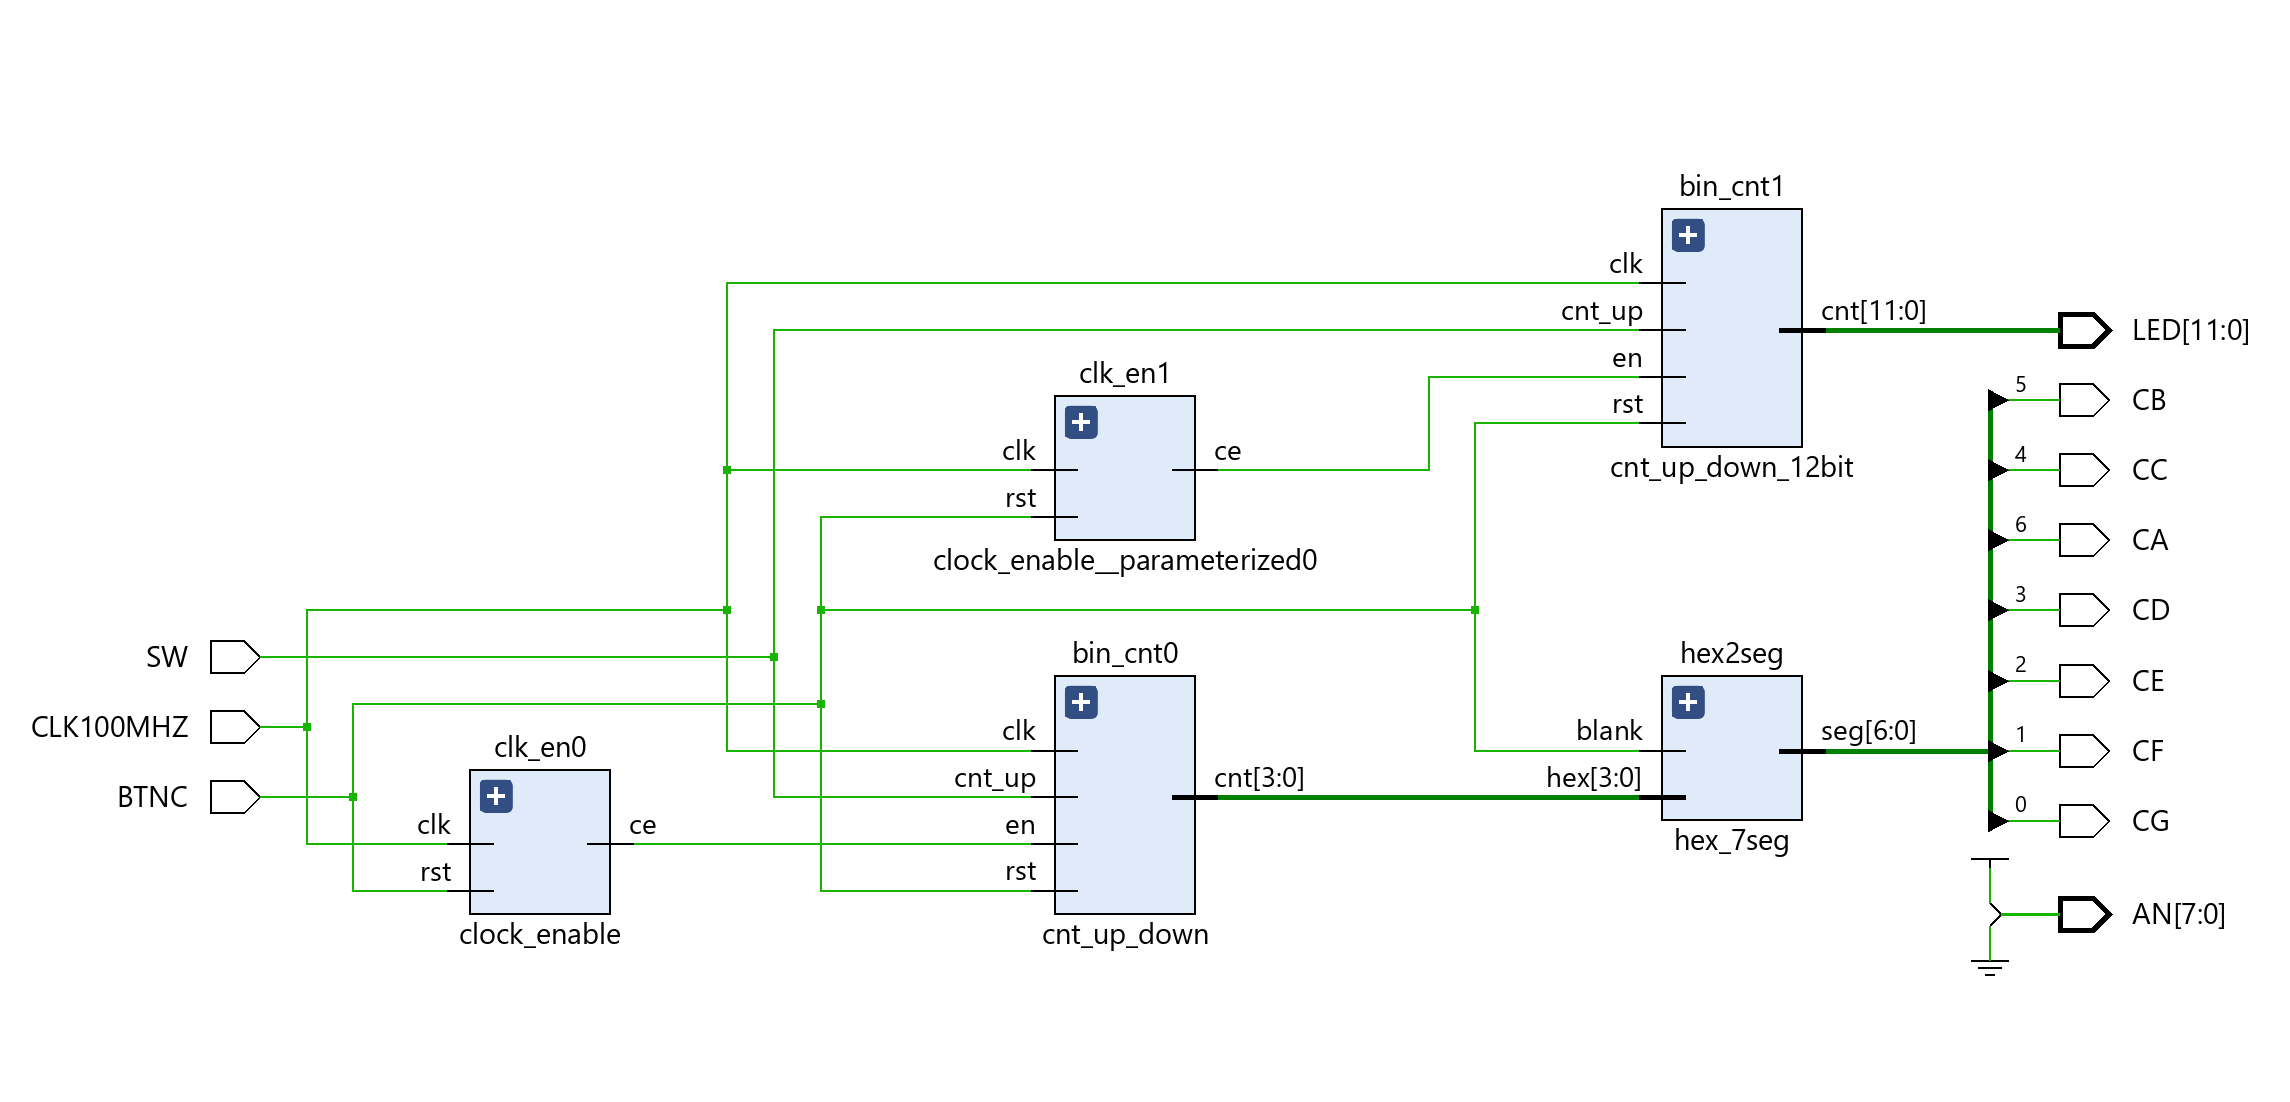 bin_cnt1
clk
cnt_up
en
rst
cnt[11:0]
cnt_up_down_12bit
LED[11:0]
clk_en1
clk
rst
ce
clock_enable__parameterized0
5
CB
4
CC
6
CA
3
CD
2
CE
1
CF
0
CG
SW
CLK100MHZ
BTNC
clk_en0
clk
rst
ce
clock_enable
bin_cnt0
clk
cnt_up
en
rst
cnt[3:0]
cnt_up_down
hex2seg
blank
hex[3:0]
seg[6:0]
hex_7seg
AN[7:0]